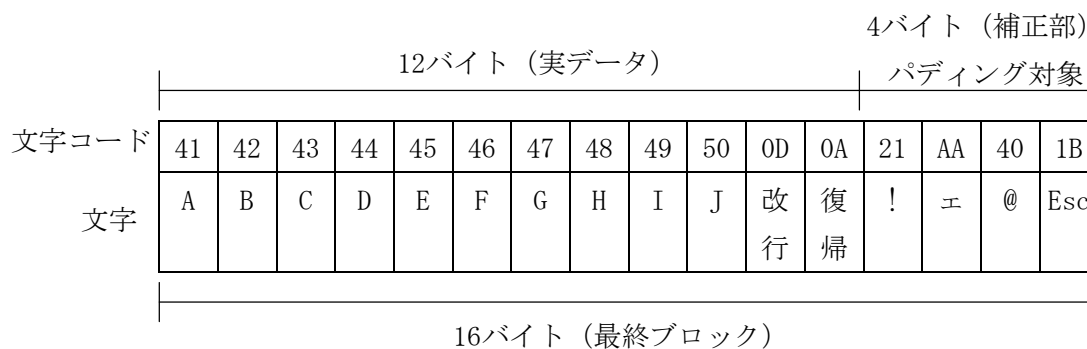 4バイト（補正部）
12バイト（実データ）
パディング対象
文字コード 41 42 43 44 45 46 47 48 49 50 0D 0A 21 AA 40 1B
文字 A B C D E F G H I J 改行 復帰 ! ェ @ Esc
16バイト（最終ブロック）